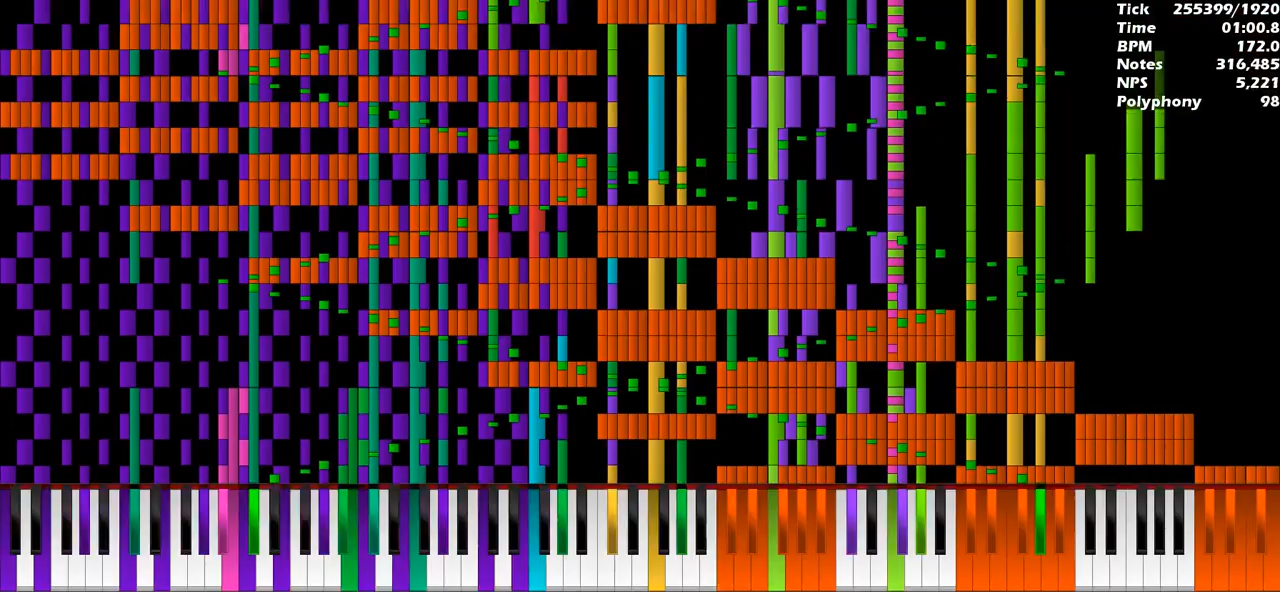 Tick 255399/1920
Time 01:00.8
BPM 172.0
Notes 316,485
NPS 5,221
Polyphony 98